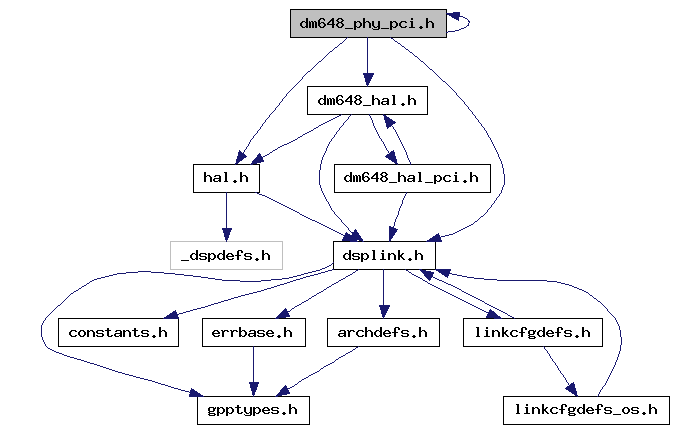 dm648_phy_pci.h
dm648_hal.h
hal.h
dm648_hal_pci.h
_dspdefs.h
dsplink.h
constants.h
errbase.h
archdefs.h
linkcfgdefs.h
gpptypes.h
linkcfgdefs_os.h